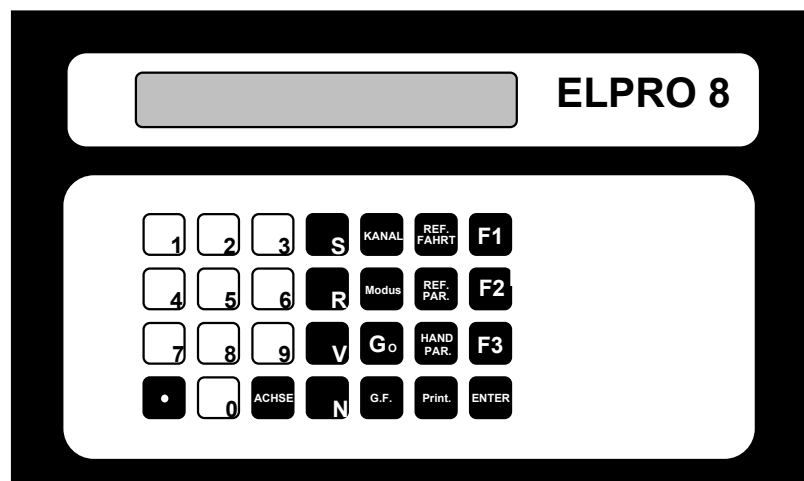 ELPRO 8
1 2 3 S KANAL REF. FAHRT F1
4 5 6 R Modus REF. PAR. F2
7 8 9 V Go HAND PAR. F3
• 0 ACHSE N G.F. Print. ENTER